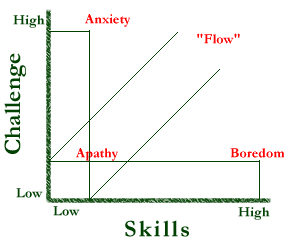 High
Anxiety
"Flow"
Challenge
Apathy
Boredom
Low
Low
High
Skills